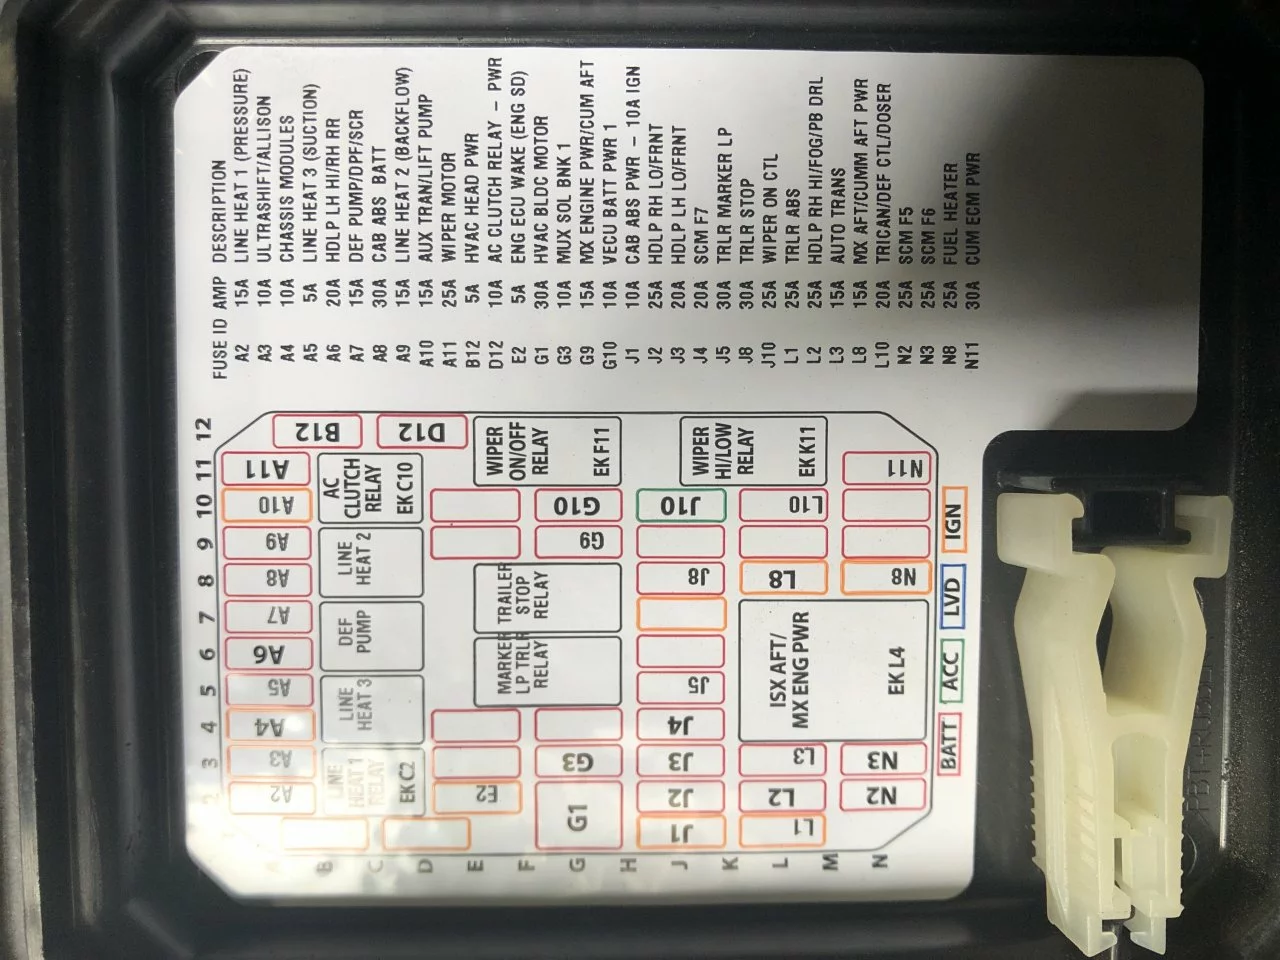 FUSE ID AMP DESCRIPTION
A2 15A LINE HEAT 1 (PRESSURE)
A3 10A ULTRASHIFT/ALLISON
A4 10A CHASSIS MODULES
A5 5A LINE HEAT 3 (SUCTION)
A6 20A HDLP LH HI/RH RR
A7 15A DEF PUMP/DPF/SCR
A8 30A CAB ABS BATT
A9 15A LINE HEAT 2 (BACKFLOW)
A10 15A AUX TRAN/LIFT PUMP
A11 25A WIPER MOTOR
B12 5A HVAC HEAD PWR
D12 10A AC CLUTCH RELAY - PWR
E2 5A ENG ECU WAKE (ENG SD)
G1 30A HVAC BLDC MOTOR
G3 10A MUX SOL BNK 1
G9 15A MX ENGINE PWR/CUM AFT
G10 10A VECU BATT PWR 1
J1 10A CAB ABS PWR - 10A IGN
J2 25A HDLP RH LO/FRNT
J3 20A HDLP LH LO/FRNT
J4 20A SCM F7
J5 30A TRLR MARKER LP
J8 30A TRLR STOP
J10 25A WIPER ON CTL
L1 25A TRLR ABS
L2 25A HDLP RH HI/FOG/PB DRL
L3 15A AUTO TRANS
L8 15A MX AFT/CUMM AFT PWR
L10 20A TRICAN/DEF CTL/DOSER
N2 25A SCM F5
N3 25A SCM F6
N8 25A FUEL HEATER
N11 30A CUM ECM PWR
2 3 4 5 6 7 8 9 10 11 12
A2 A3 A4 A5 A6 A7 A8 A9 A10 A11
B12
LINE
HEAT 1
RELAY
EK C2
LINE
HEAT 3
DEF
PUMP
LINE
HEAT 2
AC
CLUTCH
RELAY
EK C10
D12
E2
MARKER
LP TRLR
RELAY
TRAILER
STOP
RELAY
WIPER
ON/OFF
RELAY
EK F11
G1 G3 G9 G10
J1 J2 J3 J4 J5 J8 J10
WIPER
HI/LOW
RELAY
EK K11
L1 L2 L3 L8 L10
ISX AFT/
MX ENG PWR
EK L4
N2 N3 N8 N11
A B C D E F G H J K L M N
BATT ACC LVD IGN